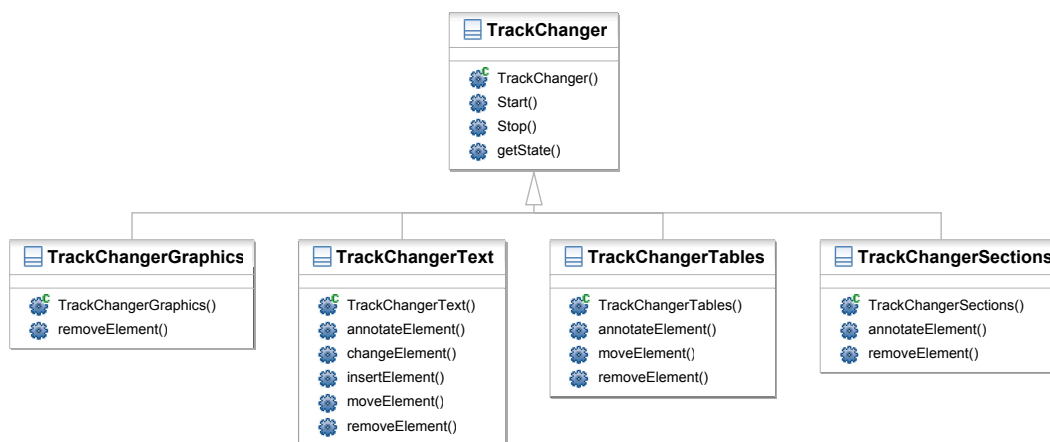 TrackChanger
C
TrackChanger()
Start()
Stop()
getState()
TrackChangerGraphics
C
TrackChangerGraphics()
removeElement()
TrackChangerText
C
TrackChangerText()
annotateElement()
changeElement()
insertElement()
moveElement()
removeElement()
TrackChangerTables
C
TrackChangerTables()
annotateElement()
moveElement()
removeElement()
TrackChangerSections
C
TrackChangerSections()
annotateElement()
removeElement()